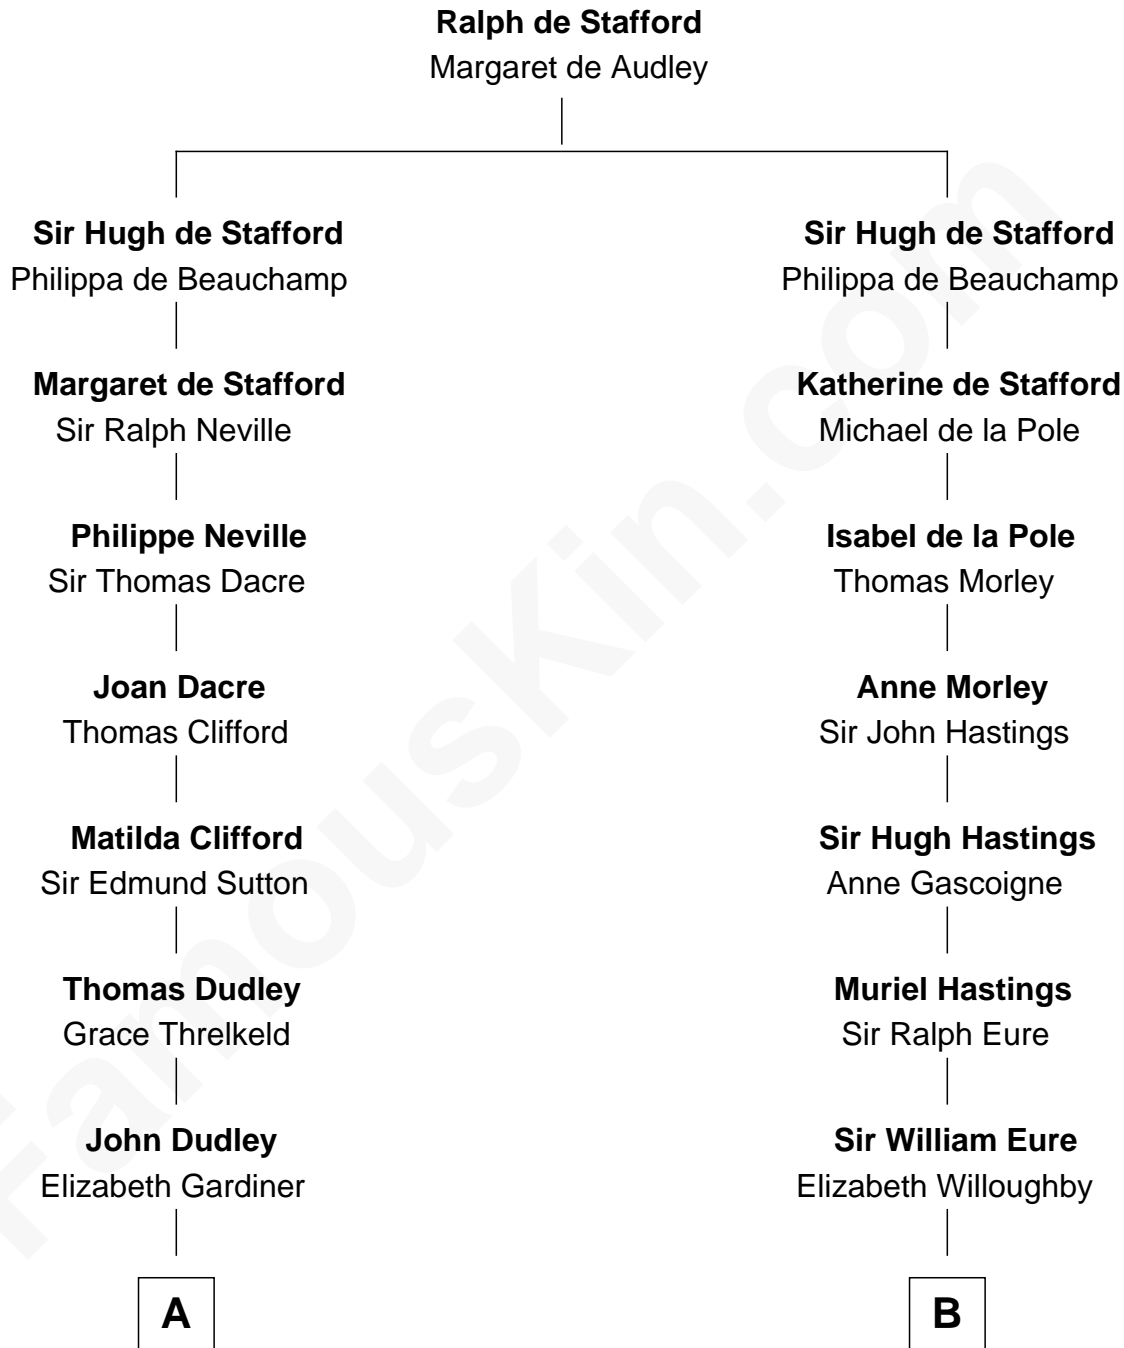 Ralph de Stafford
Margaret de Audley
Sir Hugh de Stafford
Philippa de Beauchamp
Margaret de Stafford
Sir Ralph Neville
Philippe Neville
Sir Thomas Dacre
Joan Dacre
Thomas Clifford
Matilda Clifford
Sir Edmund Sutton
Thomas Dudley
Grace Threlkeld
John Dudley
Elizabeth Gardiner
A
Sir Hugh de Stafford
Philippa de Beauchamp
Katherine de Stafford
Michael de la Pole
Isabel de la Pole
Thomas Morley
Anne Morley
Sir John Hastings
Sir Hugh Hastings
Anne Gascoigne
Muriel Hastings
Sir Ralph Eure
Sir William Eure
Elizabeth Willoughby
B
FamousKin.com